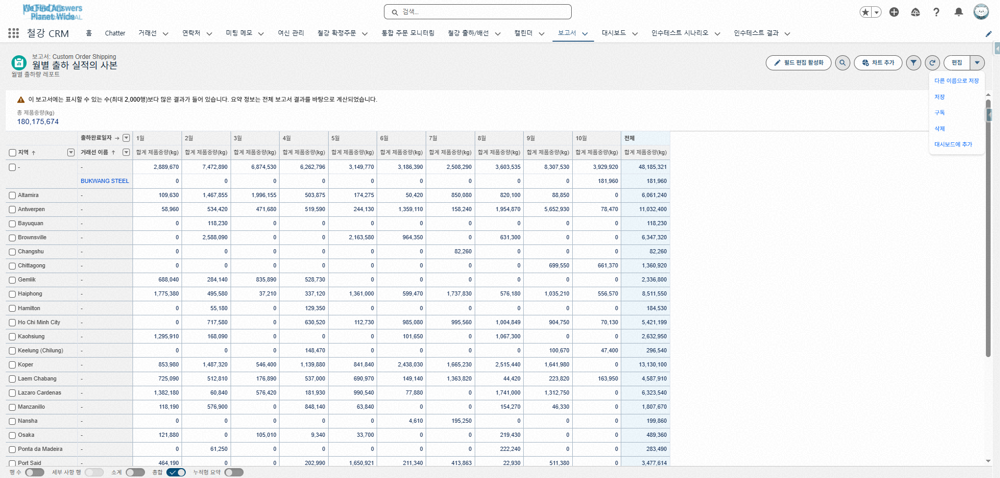 We Find Answers
Planet Wide
검색...
철강 CRM
홈 Chatter 거래선 연락처 미팅 메모 여신 관리 철강 확정주문 통합 주문 모니터링 철강 출하/배선 캘린더 보고서 대시보드 인수테스트 시나리오 인수테스트 결과
보고서: Custom Order Shipping
월별 출하 실적의 사본
월별 출하량 레포트
필드 편집 활성화 차트 추가 편집
다른 이름으로 저장
저장
구독
삭제
대시보드에 추가
이 보고서에는 표시할 수 있는 수(최대 2,000행)보다 많은 결과가 들어 있습니다. 요약 정보는 전체 보고서 결과를 바탕으로 계산되었습니다.
총 제품중량(kg)
180,175,674
출하완료일자 → 1월 2월 3월 4월 5월 6월 7월 8월 9월 10월 전체
지역 ↑ 거래선 이름 ↑ 합계 제품중량(kg) 합계 제품중량(kg) 합계 제품중량(kg) 합계 제품중량(kg) 합계 제품중량(kg) 합계 제품중량(kg) 합계 제품중량(kg) 합계 제품중량(kg) 합계 제품중량(kg) 합계 제품중량(kg) 합계 제품중량(kg)
- - 2,889,670 7,472,890 6,874,530 6,262,796 3,149,770 3,186,390 2,508,290 3,603,535 8,307,530 3,929,920 48,185,321
BUKWANG STEEL 0 0 0 0 0 0 0 0 0 181,960 181,960
Altamira - 109,630 1,467,855 1,996,155 503,875 174,275 50,420 850,080 820,100 88,850 0 6,061,240
Antwerpen - 58,960 534,420 471,680 519,590 244,130 1,359,110 158,240 1,954,870 5,652,930 78,470 11,032,400
Bayuquan - 0 118,230 0 0 0 0 0 0 0 0 118,230
Brownsville - 0 2,588,090 0 0 2,163,580 964,350 0 631,300 0 0 6,347,320
Changshu - 0 0 0 0 0 0 82,260 0 0 0 82,260
Chittagong - 0 0 0 0 0 0 0 0 699,550 661,370 1,360,920
Gemlik - 688,040 284,140 835,890 528,730 0 0 0 0 0 0 2,336,800
Haiphong - 1,775,380 495,580 37,210 337,120 1,361,000 599,470 1,737,830 576,180 1,035,210 556,570 8,511,550
Hamilton - 0 55,180 0 129,350 0 0 0 0 0 0 184,530
Ho Chi Minh City - 0 717,580 0 630,520 112,730 985,080 995,560 1,004,849 904,750 70,130 5,421,199
Kaohsiung - 1,295,910 168,090 0 0 0 101,650 0 1,067,300 0 0 2,632,950
Keelung (Chilung) - 0 0 0 148,470 0 0 0 0 100,670 47,400 296,540
Koper - 853,980 1,487,320 546,400 1,139,880 841,840 2,438,030 1,665,230 2,515,440 1,641,980 0 13,130,100
Laem Chabang - 725,090 512,810 176,890 537,000 690,970 149,140 1,363,820 44,420 223,820 163,950 4,587,910
Lazaro Cardenas - 1,382,180 60,840 576,420 181,930 990,540 77,880 0 1,741,000 1,312,750 0 6,323,540
Manzanillo - 118,190 576,900 0 848,140 63,840 0 0 154,270 46,330 0 1,807,670
Nansha - 0 0 0 0 0 4,610 195,250 0 0 0 199,860
Osaka - 121,880 0 105,010 9,340 33,700 0 0 219,430 0 0 489,360
Ponta da Madeira - 0 61,250 0 0 0 0 0 222,240 0 0 283,490
Port Said - 464,190 0 0 202,990 1,650,921 211,340 413,863 22,930 511,380 0 3,477,614
행 수 세부 사항 행 소계 총합 누적형 요약